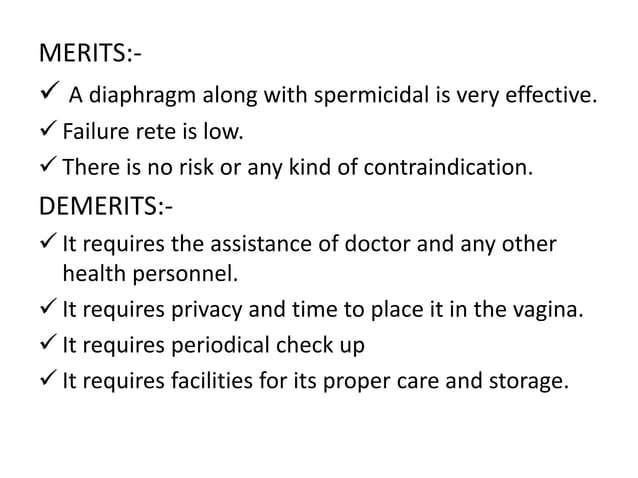 MERITS:-
✓ A diaphragm along with spermicidal is very effective.
✓ Failure rete is low.
✓ There is no risk or any kind of contraindication.
DEMERITS:-
✓ It requires the assistance of doctor and any other
health personnel.
✓ It requires privacy and time to place it in the vagina.
✓ It requires periodical check up
✓ It requires facilities for its proper care and storage.